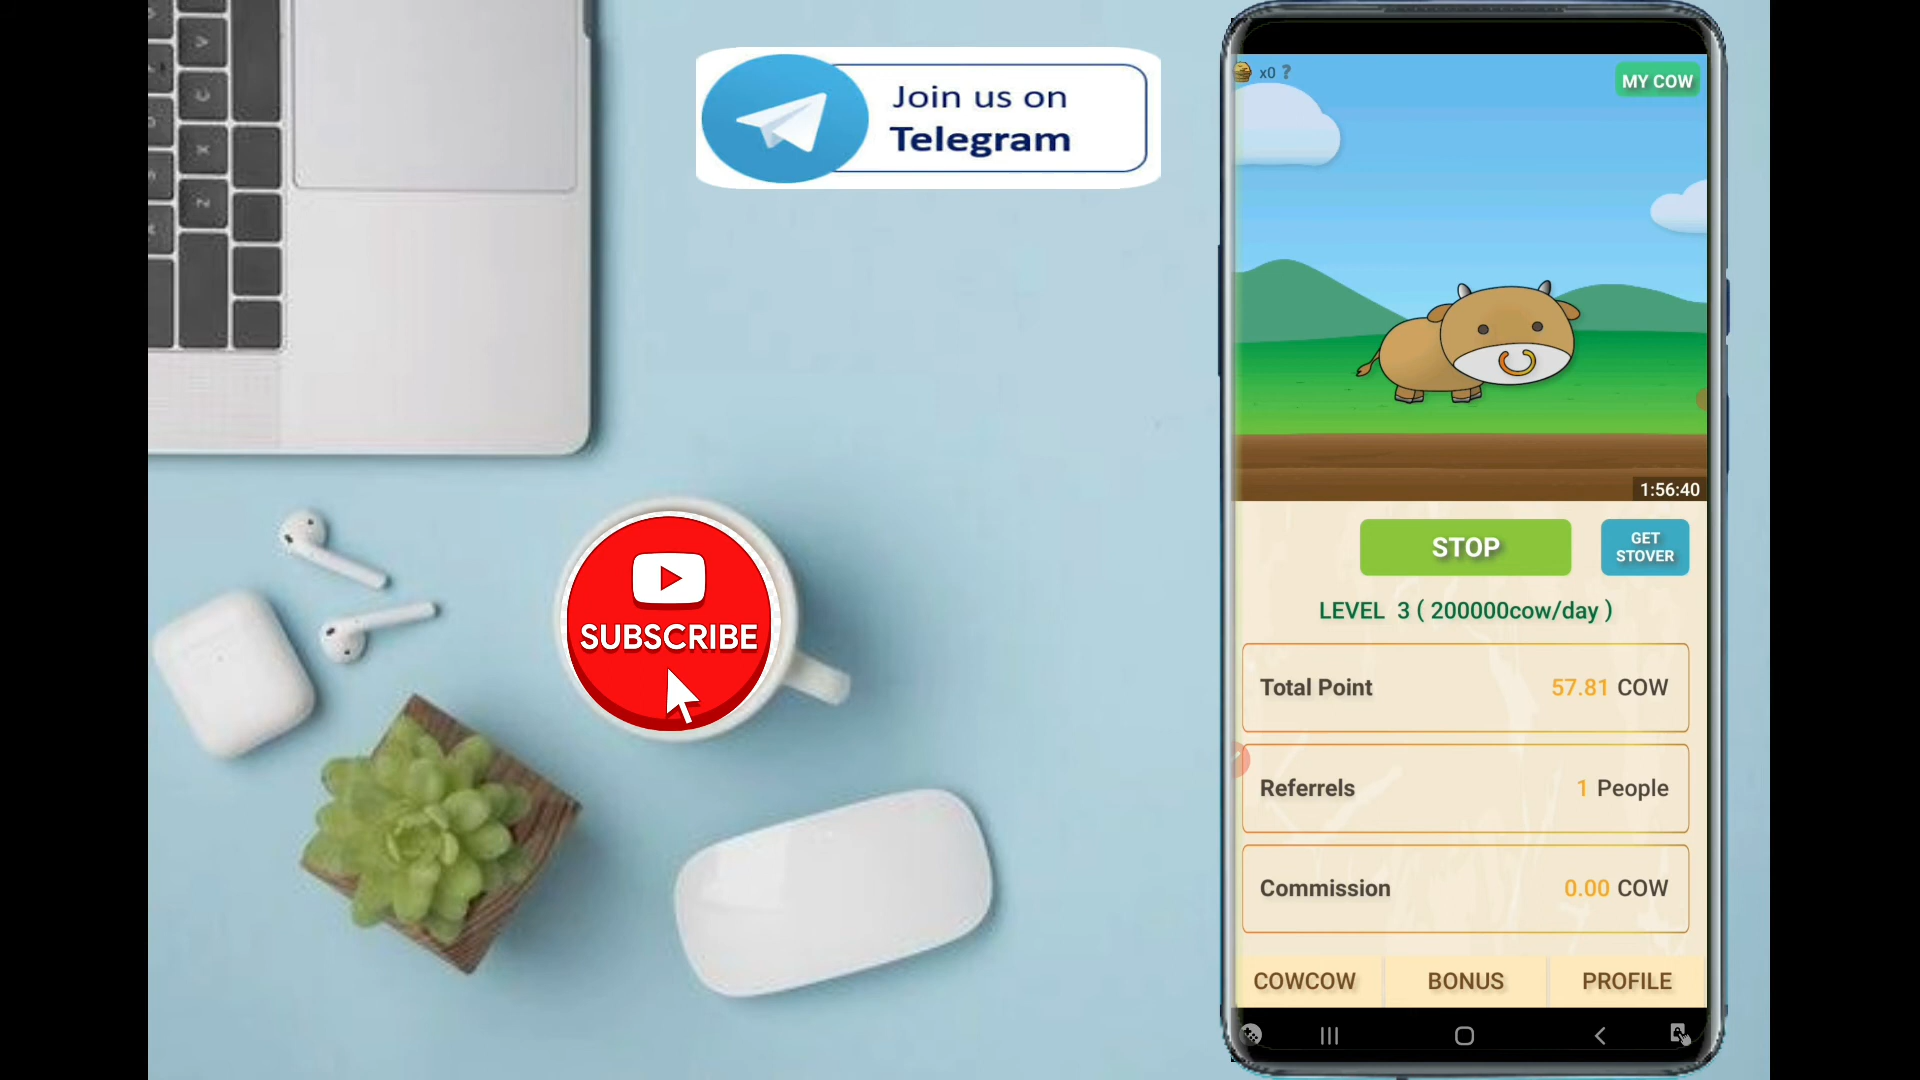 Join us on
Telegram
SUBSCRIBE
x0 ?
MY COW
1:56:40
STOP
GET
STOVER
LEVEL 3 ( 200000cow/day )
Total Point 57.81 COW
Referrels 1 People
Commission 0.00 COW
COWCOW BONUS PROFILE